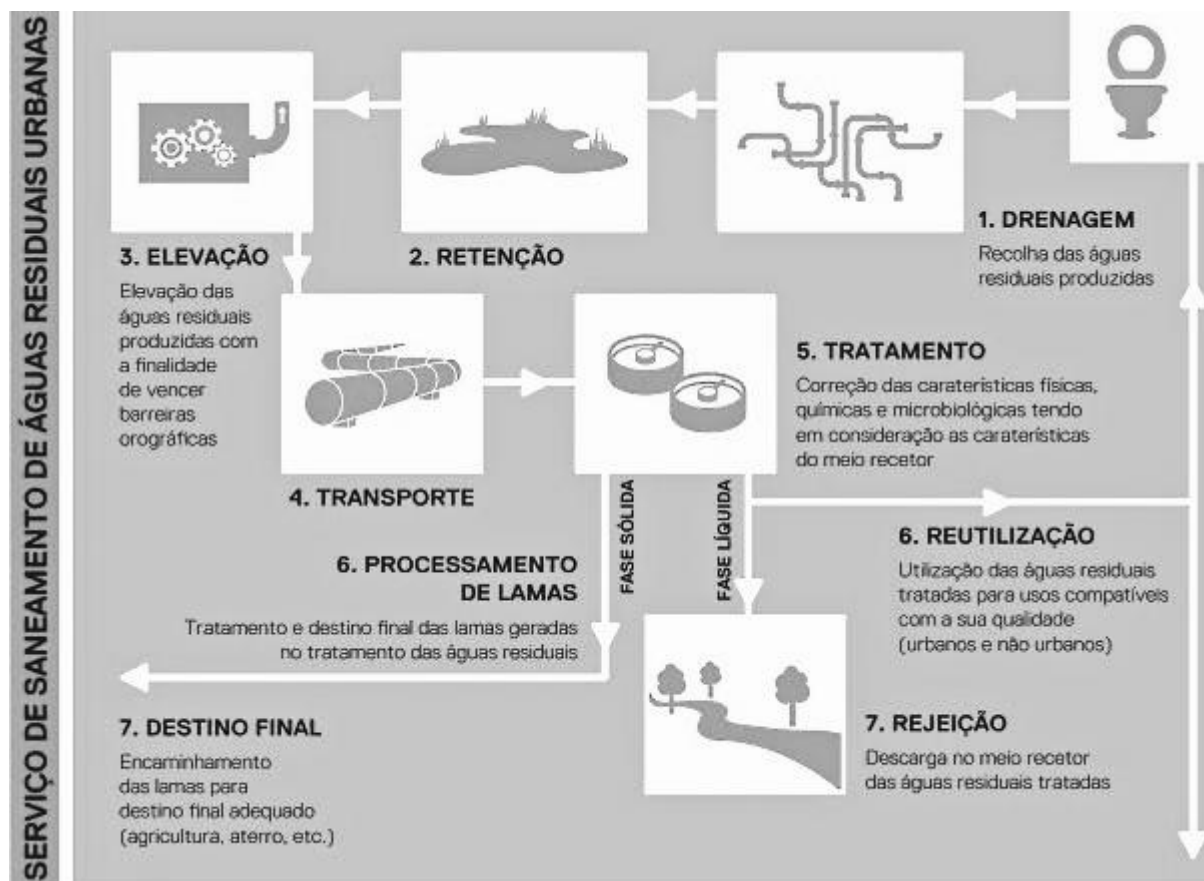 SERVIÇO DE SANEAMENTO DE ÁGUAS RESIDUAIS URBANAS
1. DRENAGEM
Recolha das águas
residuais produzidas
2. RETENÇÃO
3. ELEVAÇÃO
Elevação das
águas residuais
produzidas com
a finalidade
de vencer
barreiras
orográficas
4. TRANSPORTE
5. TRATAMENTO
Correção das caraterísticas físicas,
químicas e microbiológicas tendo
em consideração as caraterísticas
do meio recetor
FASE SÓLIDA
FASE LÍQUIDA
6. PROCESSAMENTO
DE LAMAS
Tratamento e destino final das lamas geradas
no tratamento das águas residuais
6. REUTILIZAÇÃO
Utilização das águas residuais
tratadas para usos compatíveis
com a sua qualidade
(urbanos e não urbanos)
7. DESTINO FINAL
Encaminhamento
das lamas para
destino final adequado
(agricultura, aterro, etc.)
7. REJEIÇÃO
Descarga no meio recetor
das águas residuais tratadas